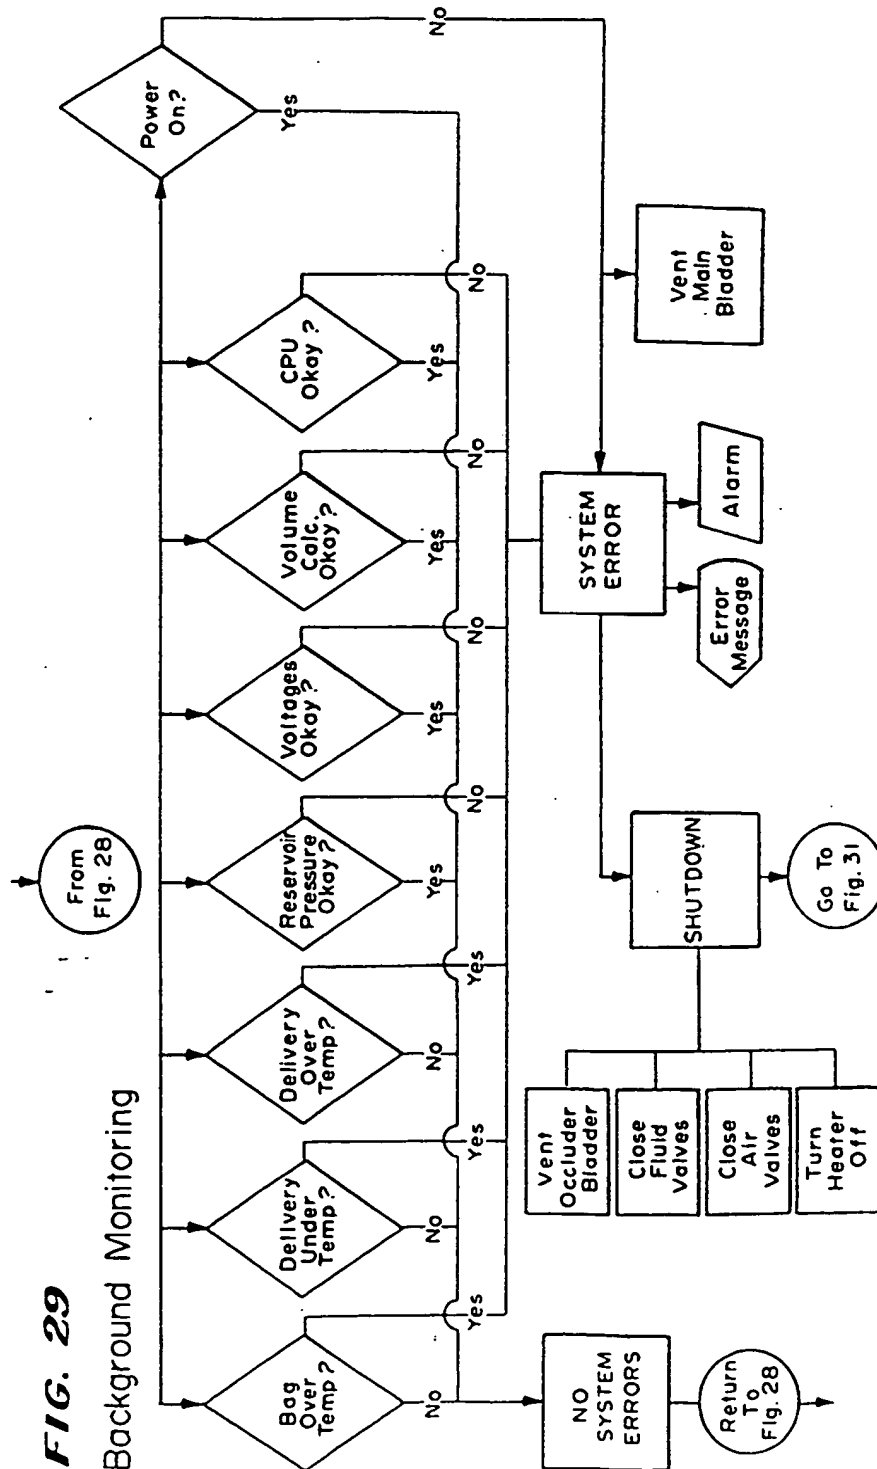 FIG. 29
Background Monitoring
From
Fig. 28
Bag
Over
Temp?
Yes
No
Delivery
Under
Temp?
Yes
No
Delivery
Over
Temp?
Yes
No
Reservoir
Pressure
Okay?
No
Yes
Voltages
Okay?
No
Yes
Volume
Calc.
Okay?
No
Yes
CPU
Okay?
No
Yes
Power
On?
No
Yes
NO
SYSTEM
ERRORS
Return
To
Fig. 28
SYSTEM
ERROR
Error
Message
Alarm
Vent
Main
Bladder
SHUTDOWN
Go To
Fig. 31
Vent
Occluder
Bladder
Close
Fluid
Valves
Close
Air
Valves
Turn
Heater
Off